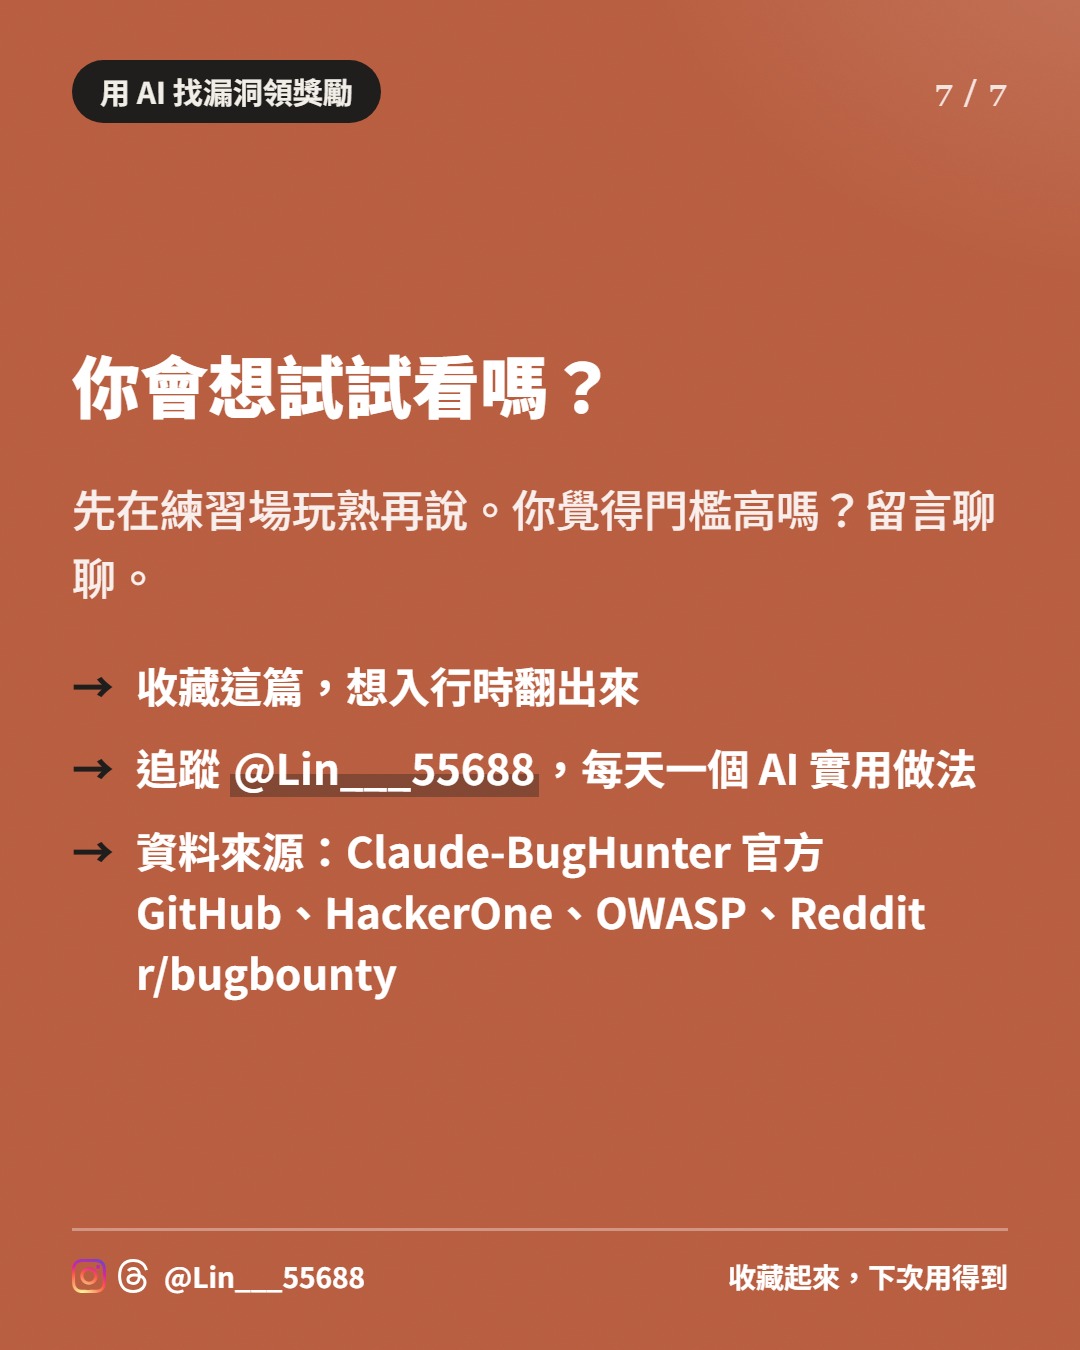 用 AI 找漏洞領獎勵
7 / 7
你會想試試看嗎？
先在練習場玩熟再說。你覺得門檻高嗎？留言聊
聊。
→ 收藏這篇，想入行時翻出來
→ 追蹤 @Lin___55688，每天一個 AI 實用做法
→ 資料來源：Claude-BugHunter 官方
GitHub、HackerOne、OWASP、Reddit
r/bugbounty
@Lin___55688
收藏起來，下次用得到